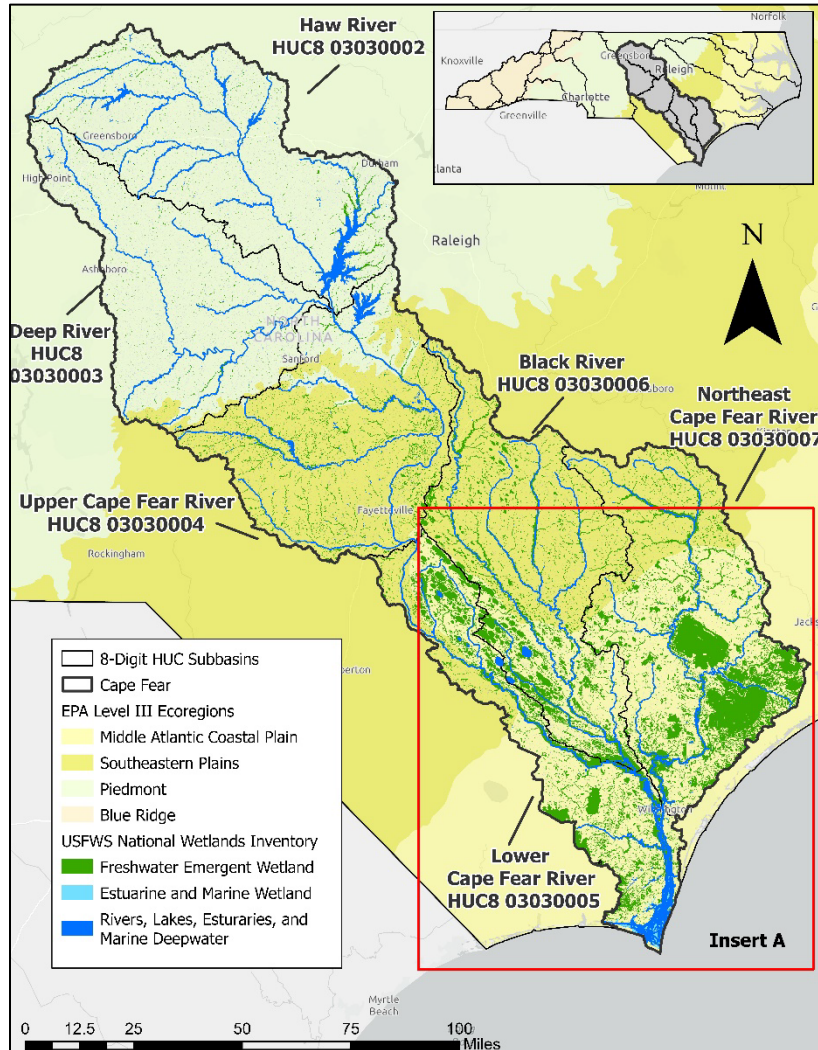 Haw River
HUC8 03030002
Norfolk
Knoxville
Greensboro
Raleigh
Charlotte
Greenville
Greensboro
Durham
High Point
Raleigh
Asheboro
N
Deep River
HUC8
03030003
NORTH
CAROLINA
Sanford
Black River
HUC8 03030006
Northeast
Cape Fear River
HUC8 03030007
Upper Cape Fear River
HUC8 03030004
Fayetteville
Rockingham
8-Digit HUC Subbasins
Cape Fear
EPA Level III Ecoregions
Middle Atlantic Coastal Plain
Southeastern Plains
Piedmont
Blue Ridge
USFWS National Wetlands Inventory
Freshwater Emergent Wetland
Estuarine and Marine Wetland
Rivers, Lakes, Esturaries, and
Marine Deepwater
Wilmington
Lower
Cape Fear River
HUC8 03030005
Insert A
Myrtle
Beach
0 12.5 25 50 75 100
Miles